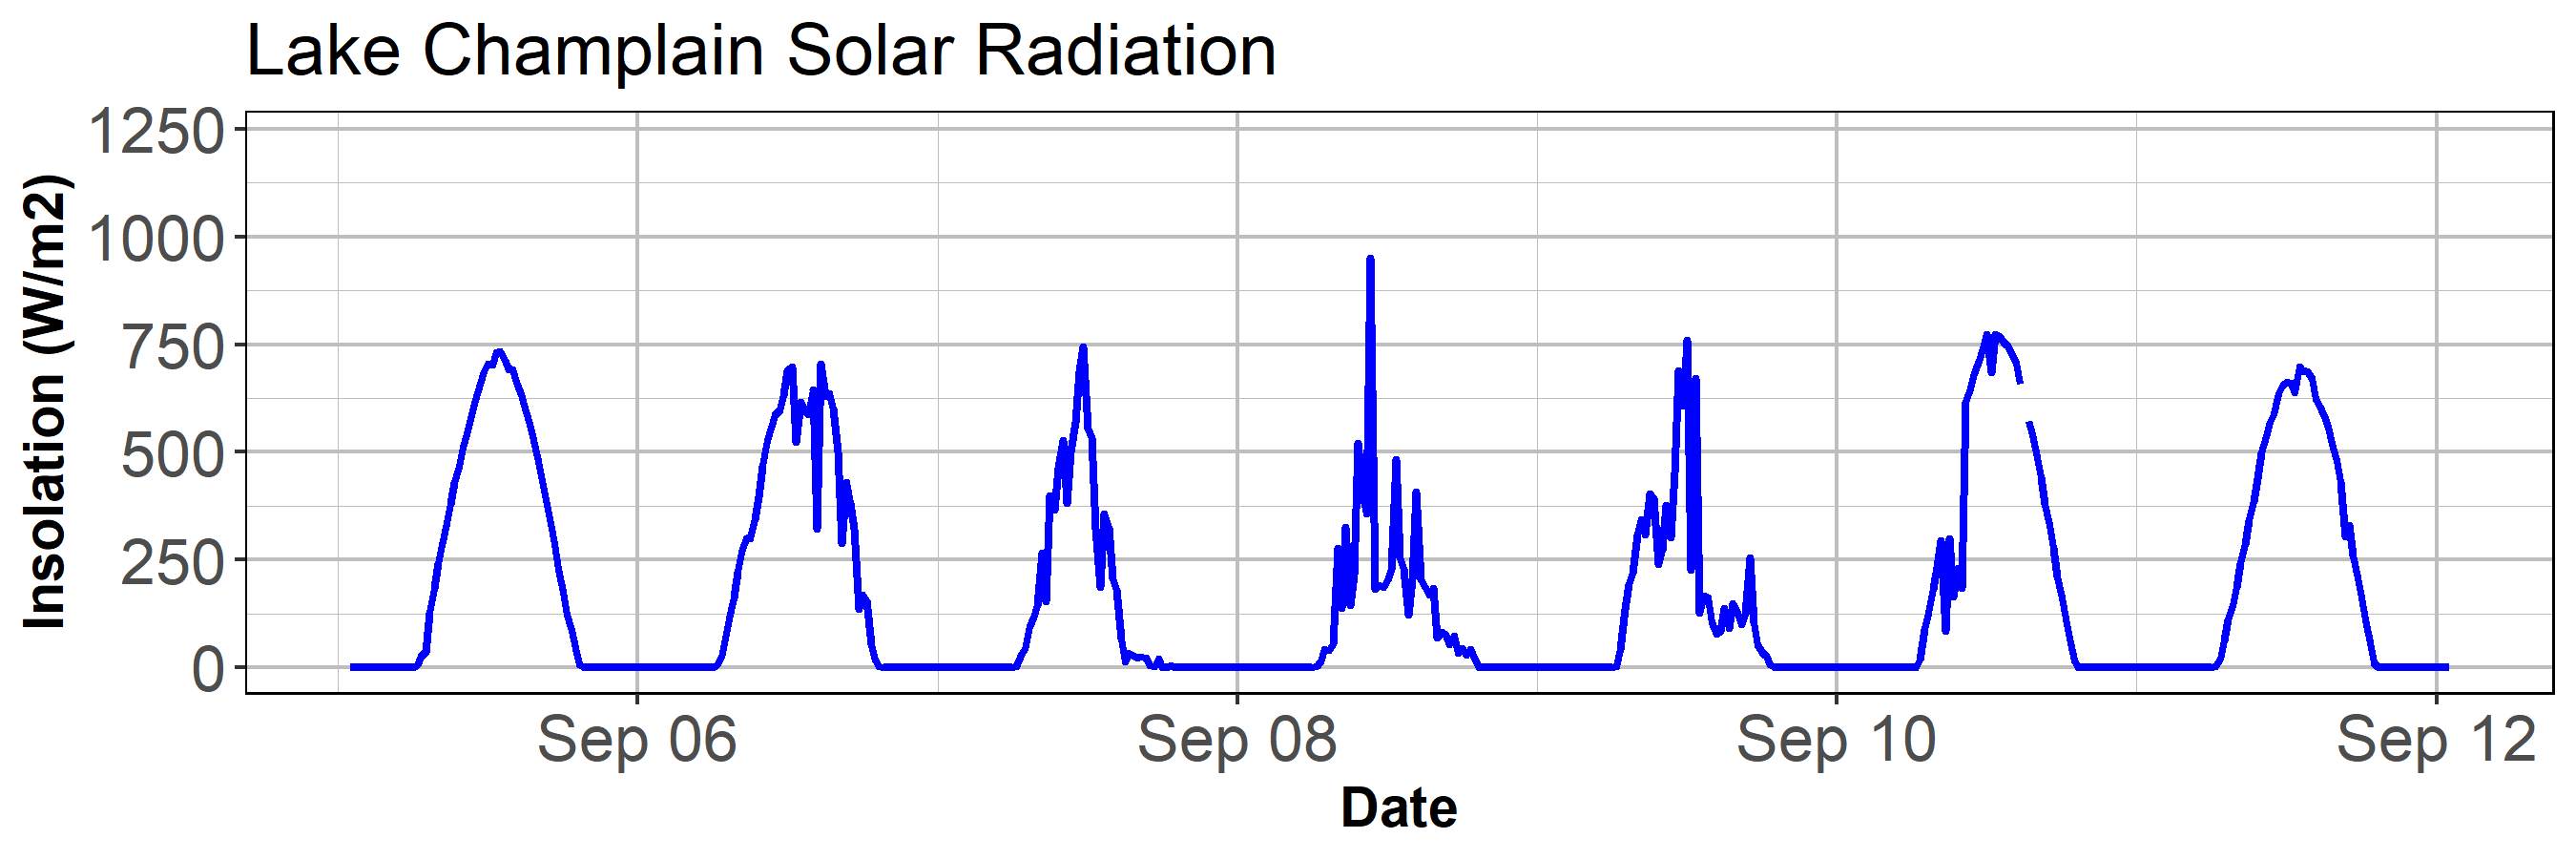 Lake Champlain Solar Radiation
1250
1000
750
500
250
0
Insolation (W/m2)
Sep 06
Sep 08
Sep 10
Sep 12
Date